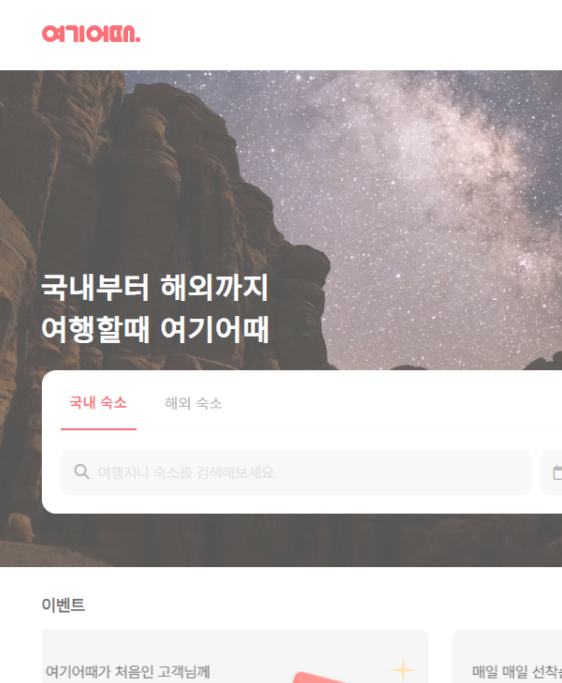 여기어때.
국내부터 해외까지
여행할때 여기어때
국내 숙소
해외 숙소
여행지나 숙소를 검색해보세요
이벤트
여기어때가 처음인 고객님께
매일 매일 선착순